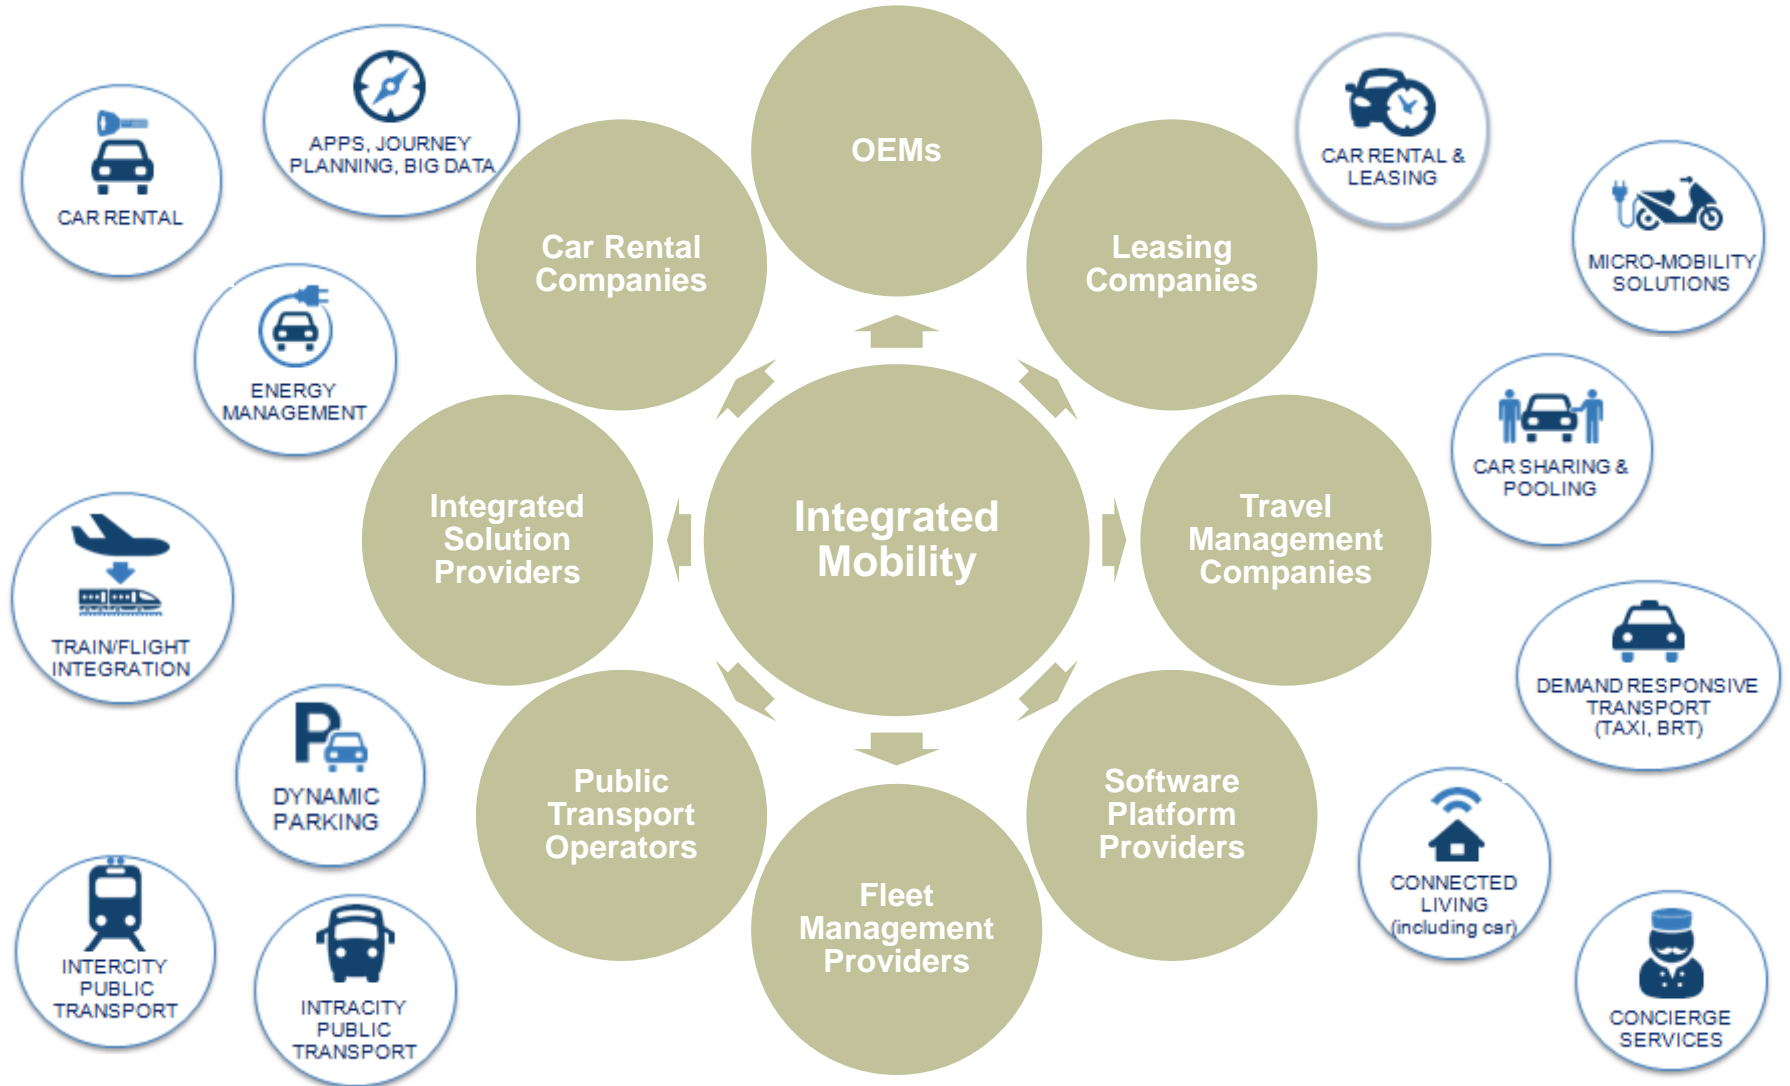 OEMs
APPS, JOURNEY
PLANNING, BIG DATA
CAR RENTAL &
LEASING
CAR RENTAL
Car Rental
Companies
Leasing
Companies
MICRO-MOBILITY
SOLUTIONS
ENERGY
MANAGEMENT
CAR SHARING &
POOLING
Integrated
Solution
Providers
Integrated
Mobility
Travel
Management
Companies
TRAIN/FLIGHT
INTEGRATION
DEMAND RESPONSIVE
TRANSPORT
(TAXI, BRT)
P
DYNAMIC
PARKING
Public
Transport
Operators
Software
Platform
Providers
Fleet
Management
Providers
CONNECTED
LIVING
(including car)
INTERCITY
PUBLIC
TRANSPORT
INTRACITY
PUBLIC
TRANSPORT
CONCIERGE
SERVICES